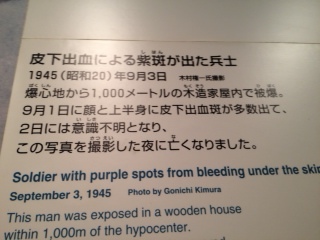 皮下出血による紫斑が出た兵士
1945（昭和20）年9月3日 木村権一氏撮影
爆心地から1,000メートルの木造家屋内で被爆。
9月1日に顔と上半身に皮下出血斑が多数出て、
2日には意識不明となり、
この写真を撮影した夜に亡くなりました。
Soldier with purple spots from bleeding under the skin
September 3, 1945 Photo by Gonichi Kimura
This man was exposed in a wooden house
within 1,000m of the hypocenter.